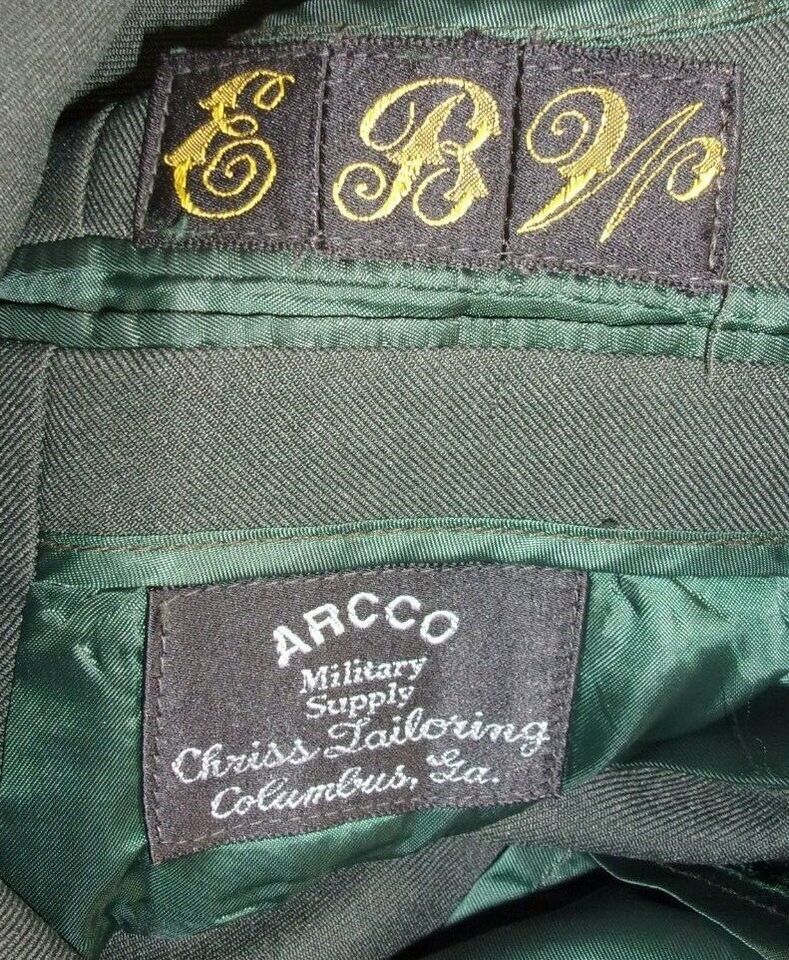 E B W
ARCCO
Military
Supply
Chriss Tailoring
Columbus, Ga.